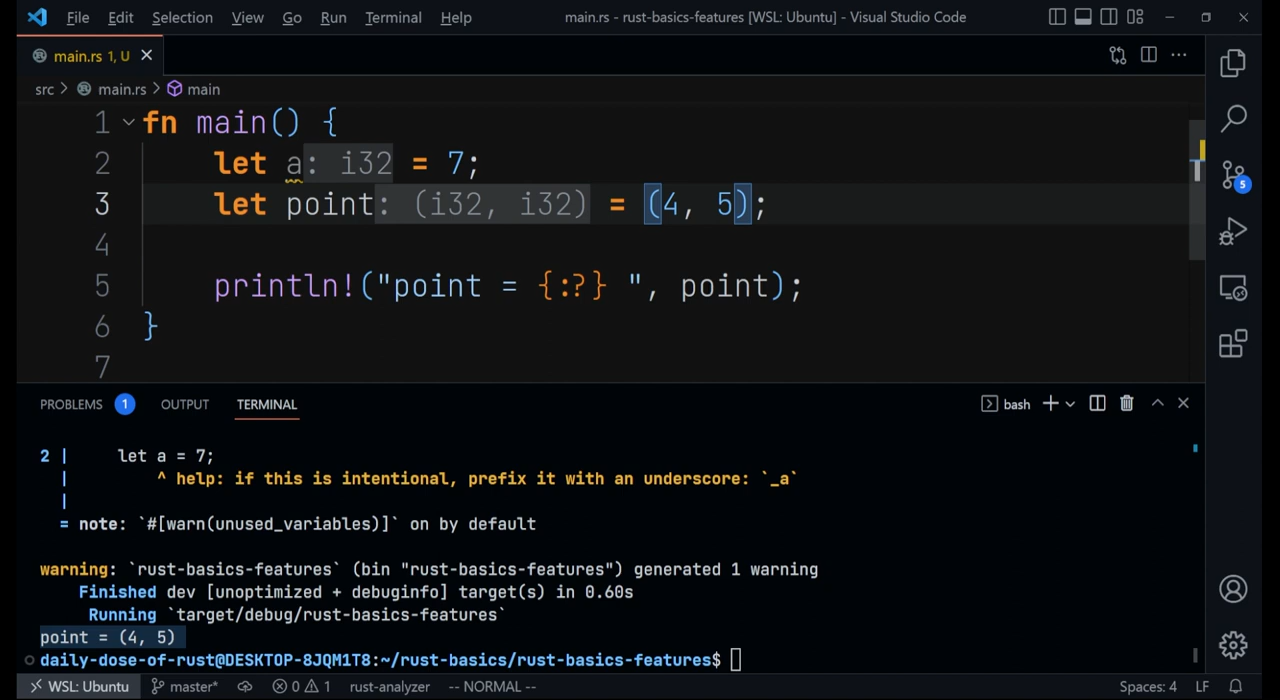 File Edit Selection View Go Run Terminal Help main.rs - rust-basics-features [WSL: Ubuntu] - Visual Studio Code
main.rs 1, U
src > main.rs > main
1 fn main() {
2 let a: i32 = 7;
3 let point: (i32, i32) = (4, 5);
4
5 println!("point = {:?} ", point);
6 }
7
PROBLEMS 1 OUTPUT TERMINAL bash
2 | let a = 7;
| ^ help: if this is intentional, prefix it with an underscore: `_a`
|
= note: `#[warn(unused_variables)]` on by default
warning: `rust-basics-features` (bin "rust-basics-features") generated 1 warning
Finished dev [unoptimized + debuginfo] target(s) in 0.60s
Running `target/debug/rust-basics-features`
point = (4, 5)
daily-dose-of-rust@DESKTOP-8JQM1T8:~/rust-basics/rust-basics-features$
5
WSL: Ubuntu master* 0 1 rust-analyzer -- NORMAL -- Spaces: 4 LF